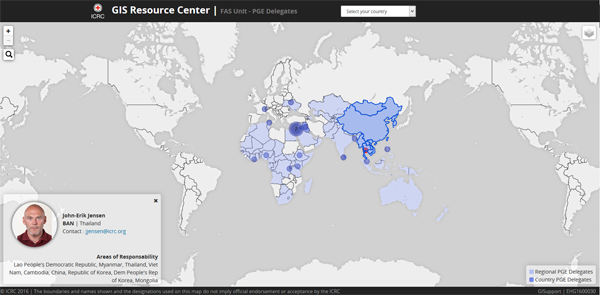 ICRC
GIS Resource Center | FAS Unit - PGE Delegates
Select your country
+
-
John-Erik Jensen
BAN | Thailand
Contact : jjensen@icrc.org
Areas of Responsability
Lao People's Democratic Republic, Myanmar, Thailand, Viet
Nam, Cambodia, China, Republic of Korea, Dem People's Rep
of Korea, Mongolia
Regional PGE Delegates
Country PGE Delegates
© ICRC 2016 | The boundaries and names shown and the designations used on this map do not imply official endorsement or acceptance by the ICRC
GISupport | EHG1600030